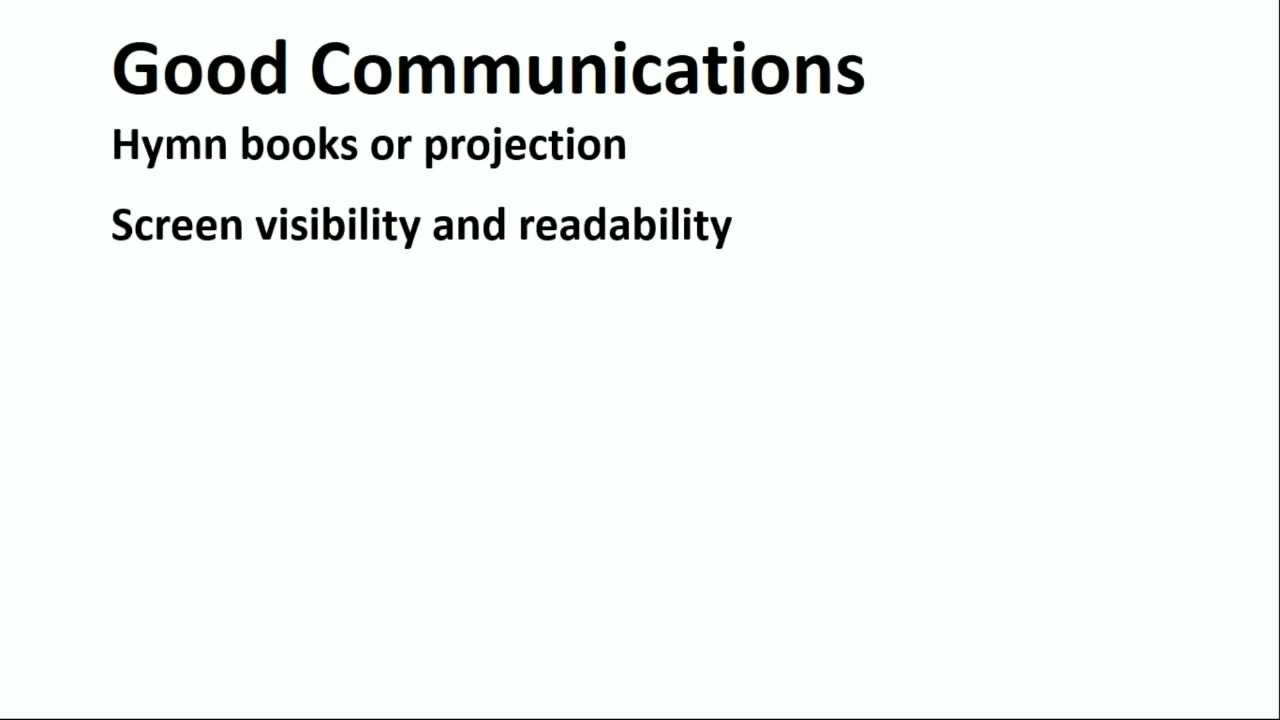 Good Communications
Hymn books or projection
Screen visibility and readability